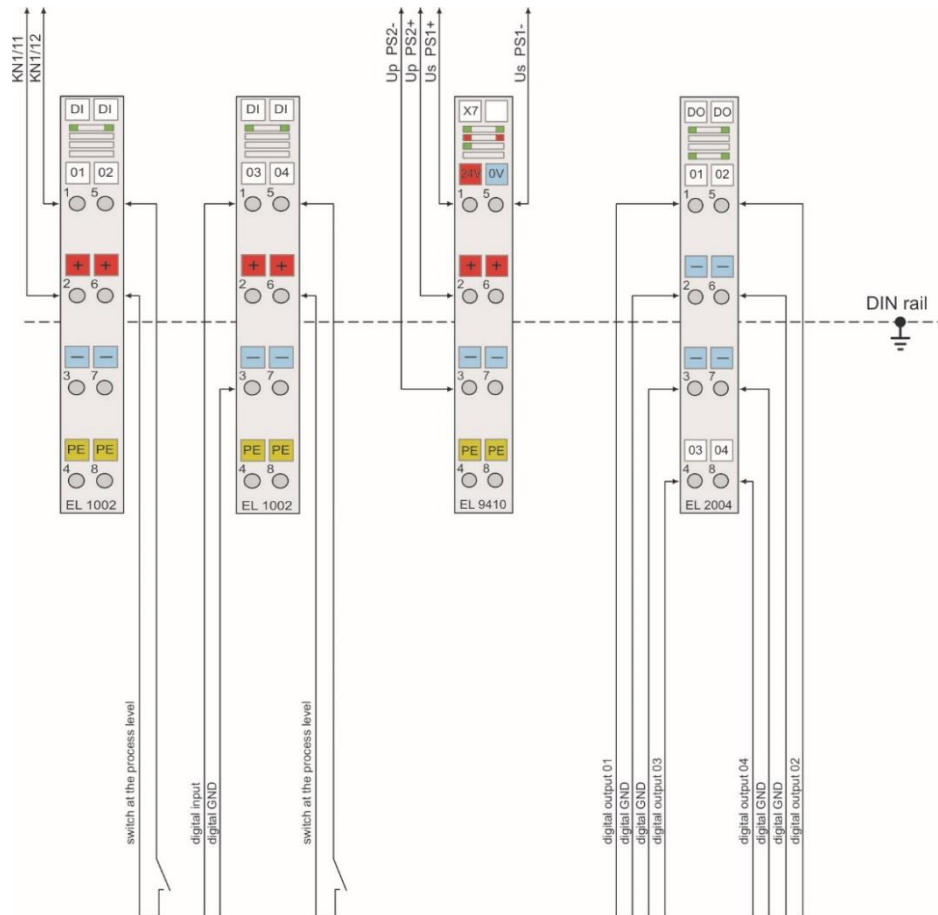 KN1/11
KN1/12
Up PS2-
Up PS2+
Us PS1+
Us PS1-
DI DI
01 02
1 5
+ +
2 6
− −
3 7
PE PE
4 8
EL 1002
DI DI
03 04
1 5
+ +
2 6
− −
3 7
PE PE
4 8
EL 1002
X7
24V 0V
1 5
+ +
2 6
− −
3 7
PE PE
4 8
EL 9410
DO DO
01 02
1 5
− −
2 6
− −
3 7
03 04
4 8
EL 2004
DIN rail
switch at the process level
digital input
digital GND
switch at the process level
digital output 01
digital GND
digital GND
digital output 03
digital output 04
digital GND
digital GND
digital output 02